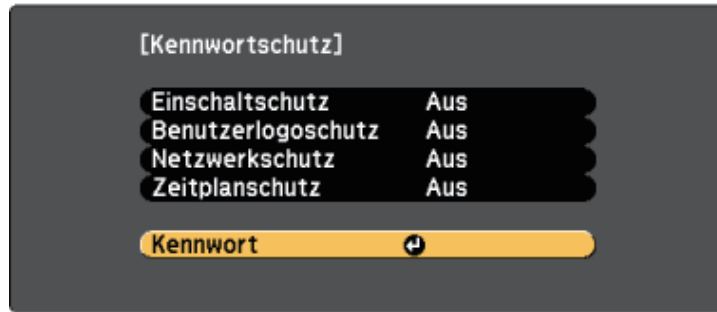 [Kennwortschutz]
Einschaltschutz Aus
Benutzerlogoschutz Aus
Netzwerkschutz Aus
Zeitplanschutz Aus
Kennwort